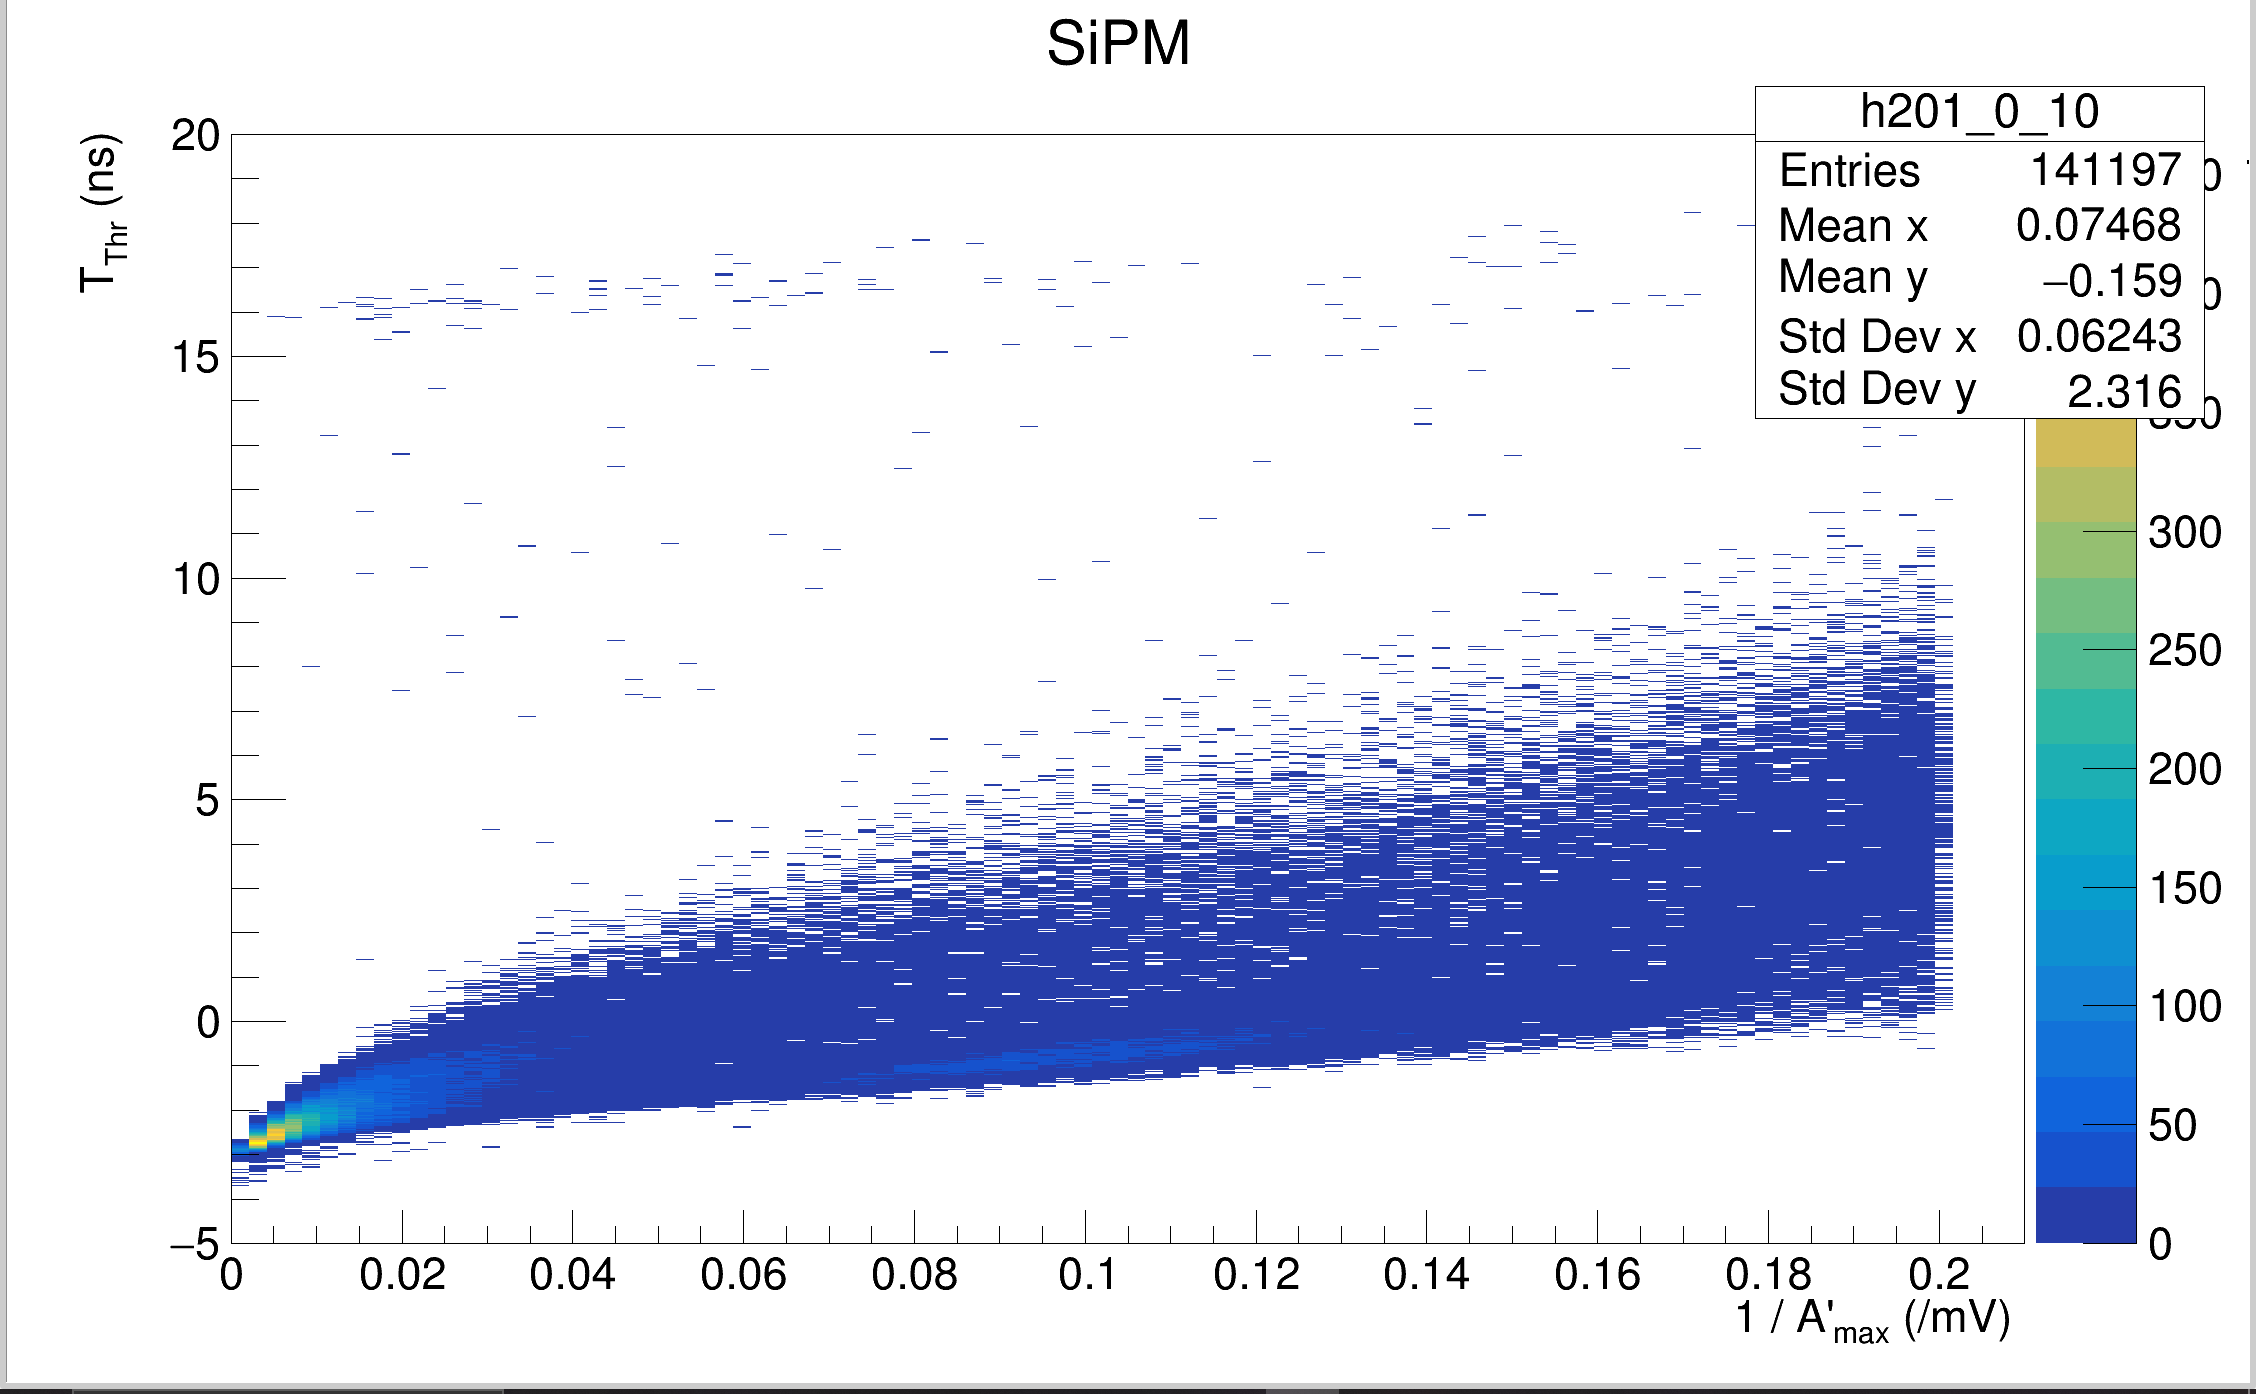 SiPM
T_Thr (ns)
20
15
10
5
0
−5
0 0.02 0.04 0.06 0.08 0.1 0.12 0.14 0.16 0.18 0.2
1 / A'max (/mV)
h201_0_10
Entries 141197
Mean x 0.07468
Mean y −0.159
Std Dev x 0.06243
Std Dev y 2.316
300
250
200
150
100
50
0